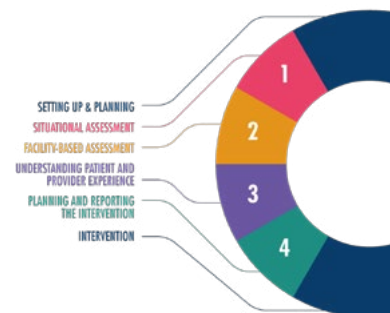 SETTING UP & PLANNING
SITUATIONAL ASSESSMENT
FACILITY-BASED ASSESSMENT
UNDERSTANDING PATIENT AND
PROVIDER EXPERIENCE
PLANNING AND REPORTING
THE INTERVENTION
INTERVENTION
1
2
3
4